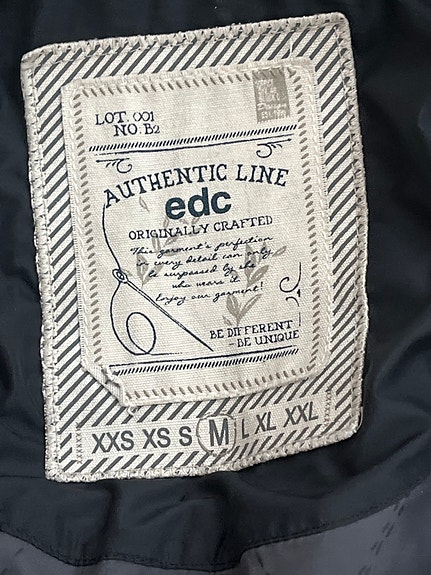 LOT. 001
NO. B2
AUTHENTIC LINE
edc
ORIGINALLY CRAFTED
This garment's perfection
in every detail can only
be surpassed by she
who wears it.
Enjoy our garment!
BE DIFFERENT
- BE UNIQUE
XXS XS S M L XL XXL